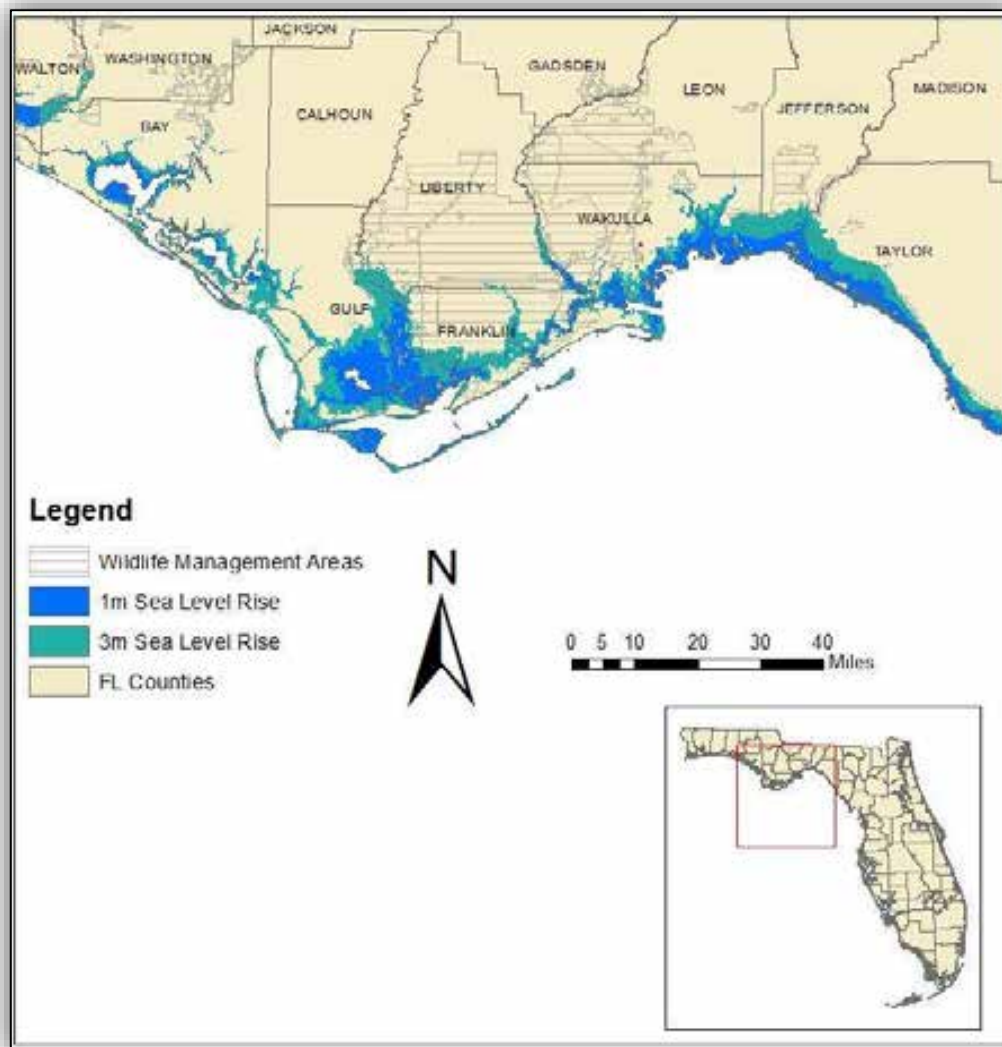 JACKSON
WASHINGTON
WALTON
GADSDEN
LEON
MADISON
JEFFERSON
CALHOUN
BAY
LIBERTY
WAKULLA
TAYLOR
GULF
FRANKLIN
Legend
Wildlife Management Areas
1m Sea Level Rise
3m Sea Level Rise
FL Counties
N
0 5 10 20 30 40
Miles